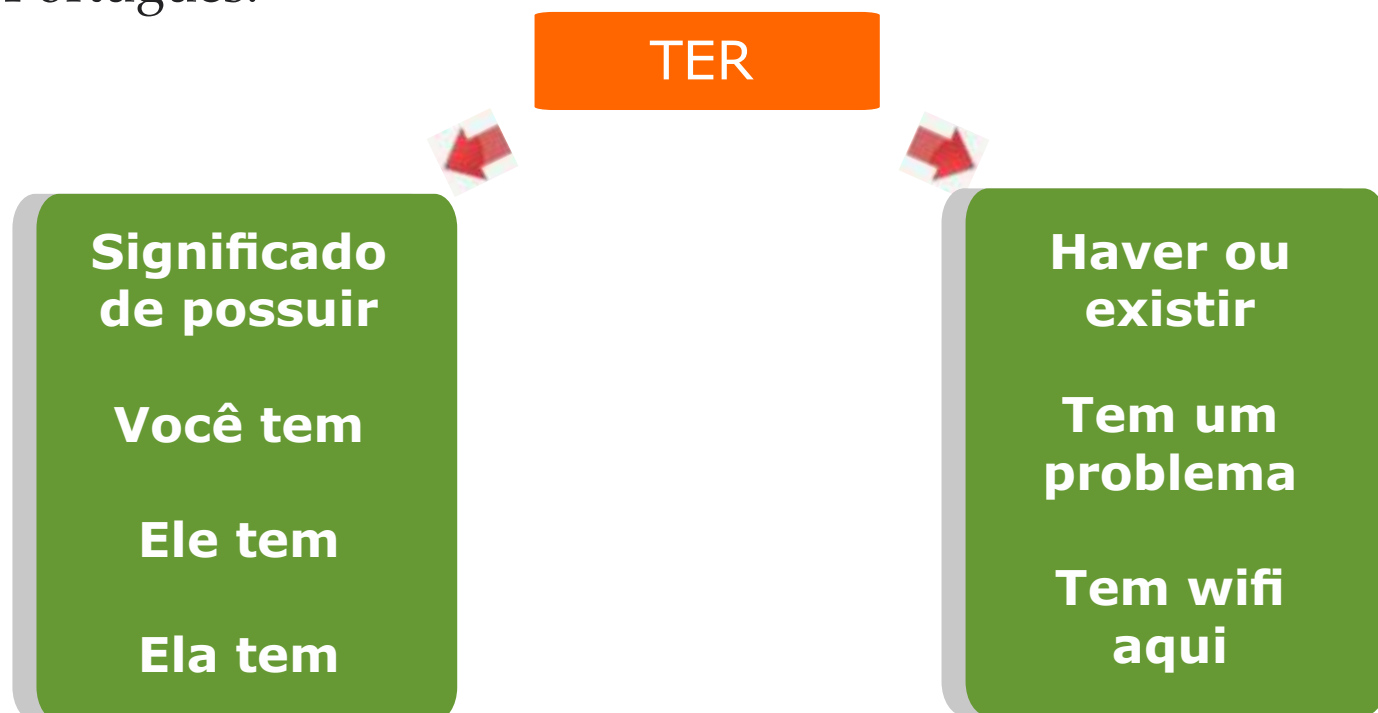 Português.
TER
Significado
de possuir
Você tem
Ele tem
Ela tem
Haver ou
existir
Tem um
problema
Tem wifi
aqui